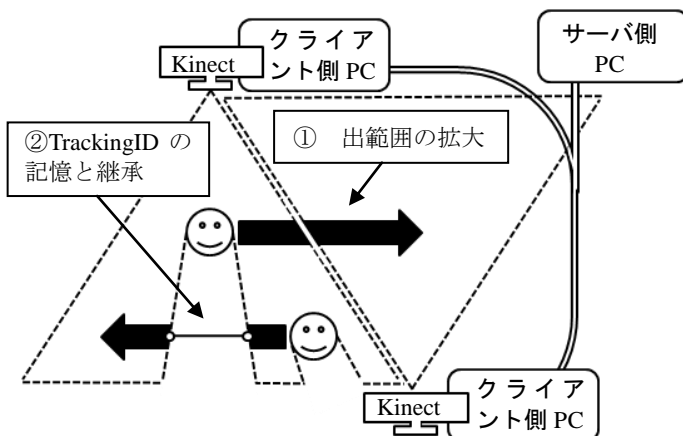 Kinect
クライア
ント側 PC
サーバ側
PC
②TrackingID の
記憶と継承
① 出範囲の拡大
Kinect
クライア
ント側 PC